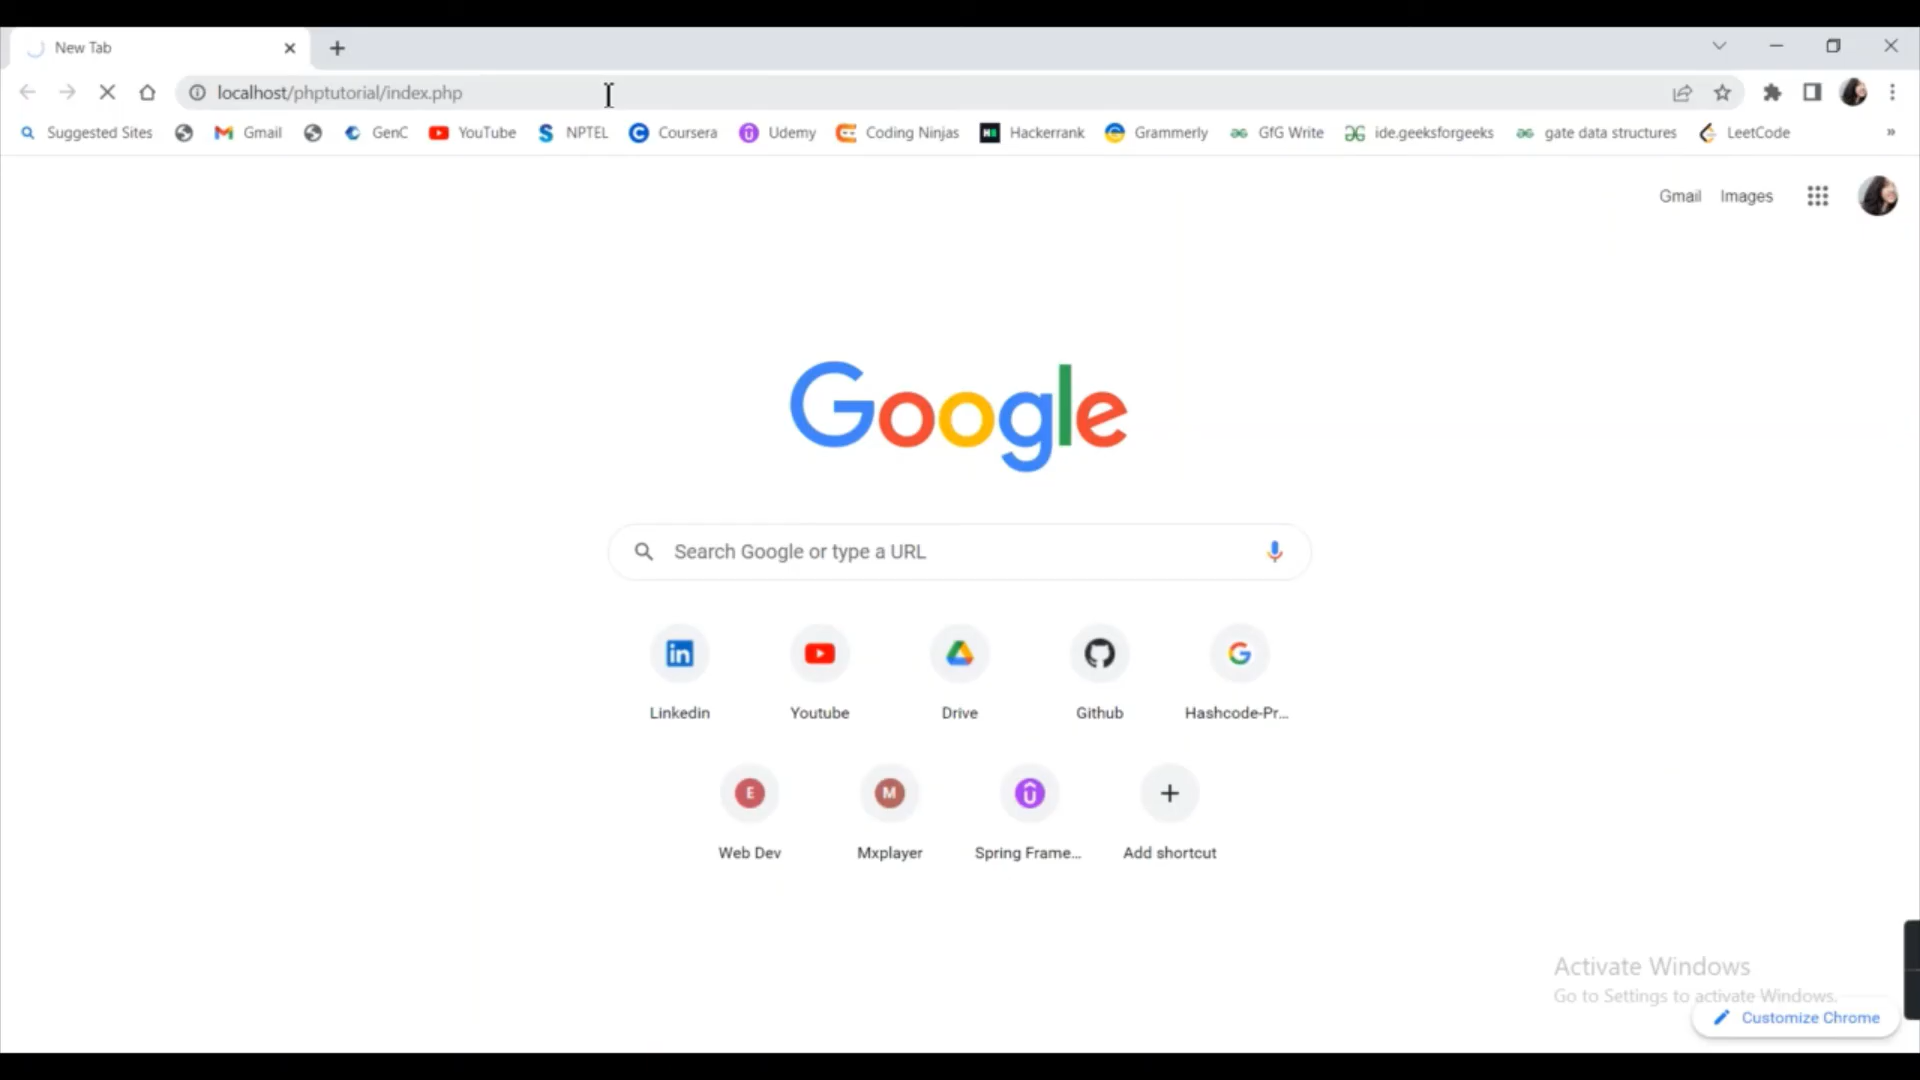 New Tab
localhost/phptutorial/index.php
Suggested Sites Gmail GenC YouTube NPTEL Coursera Udemy Coding Ninjas Hackerrank Grammerly GfG Write ide.geeksforgeeks gate data structures LeetCode »
Gmail Images
Google
Search Google or type a URL
Linkedin Youtube Drive Github Hashcode-Pr...
E M
Web Dev Mxplayer Spring Frame... Add shortcut
Activate Windows
Go to Settings to activate Windows.
Customize Chrome